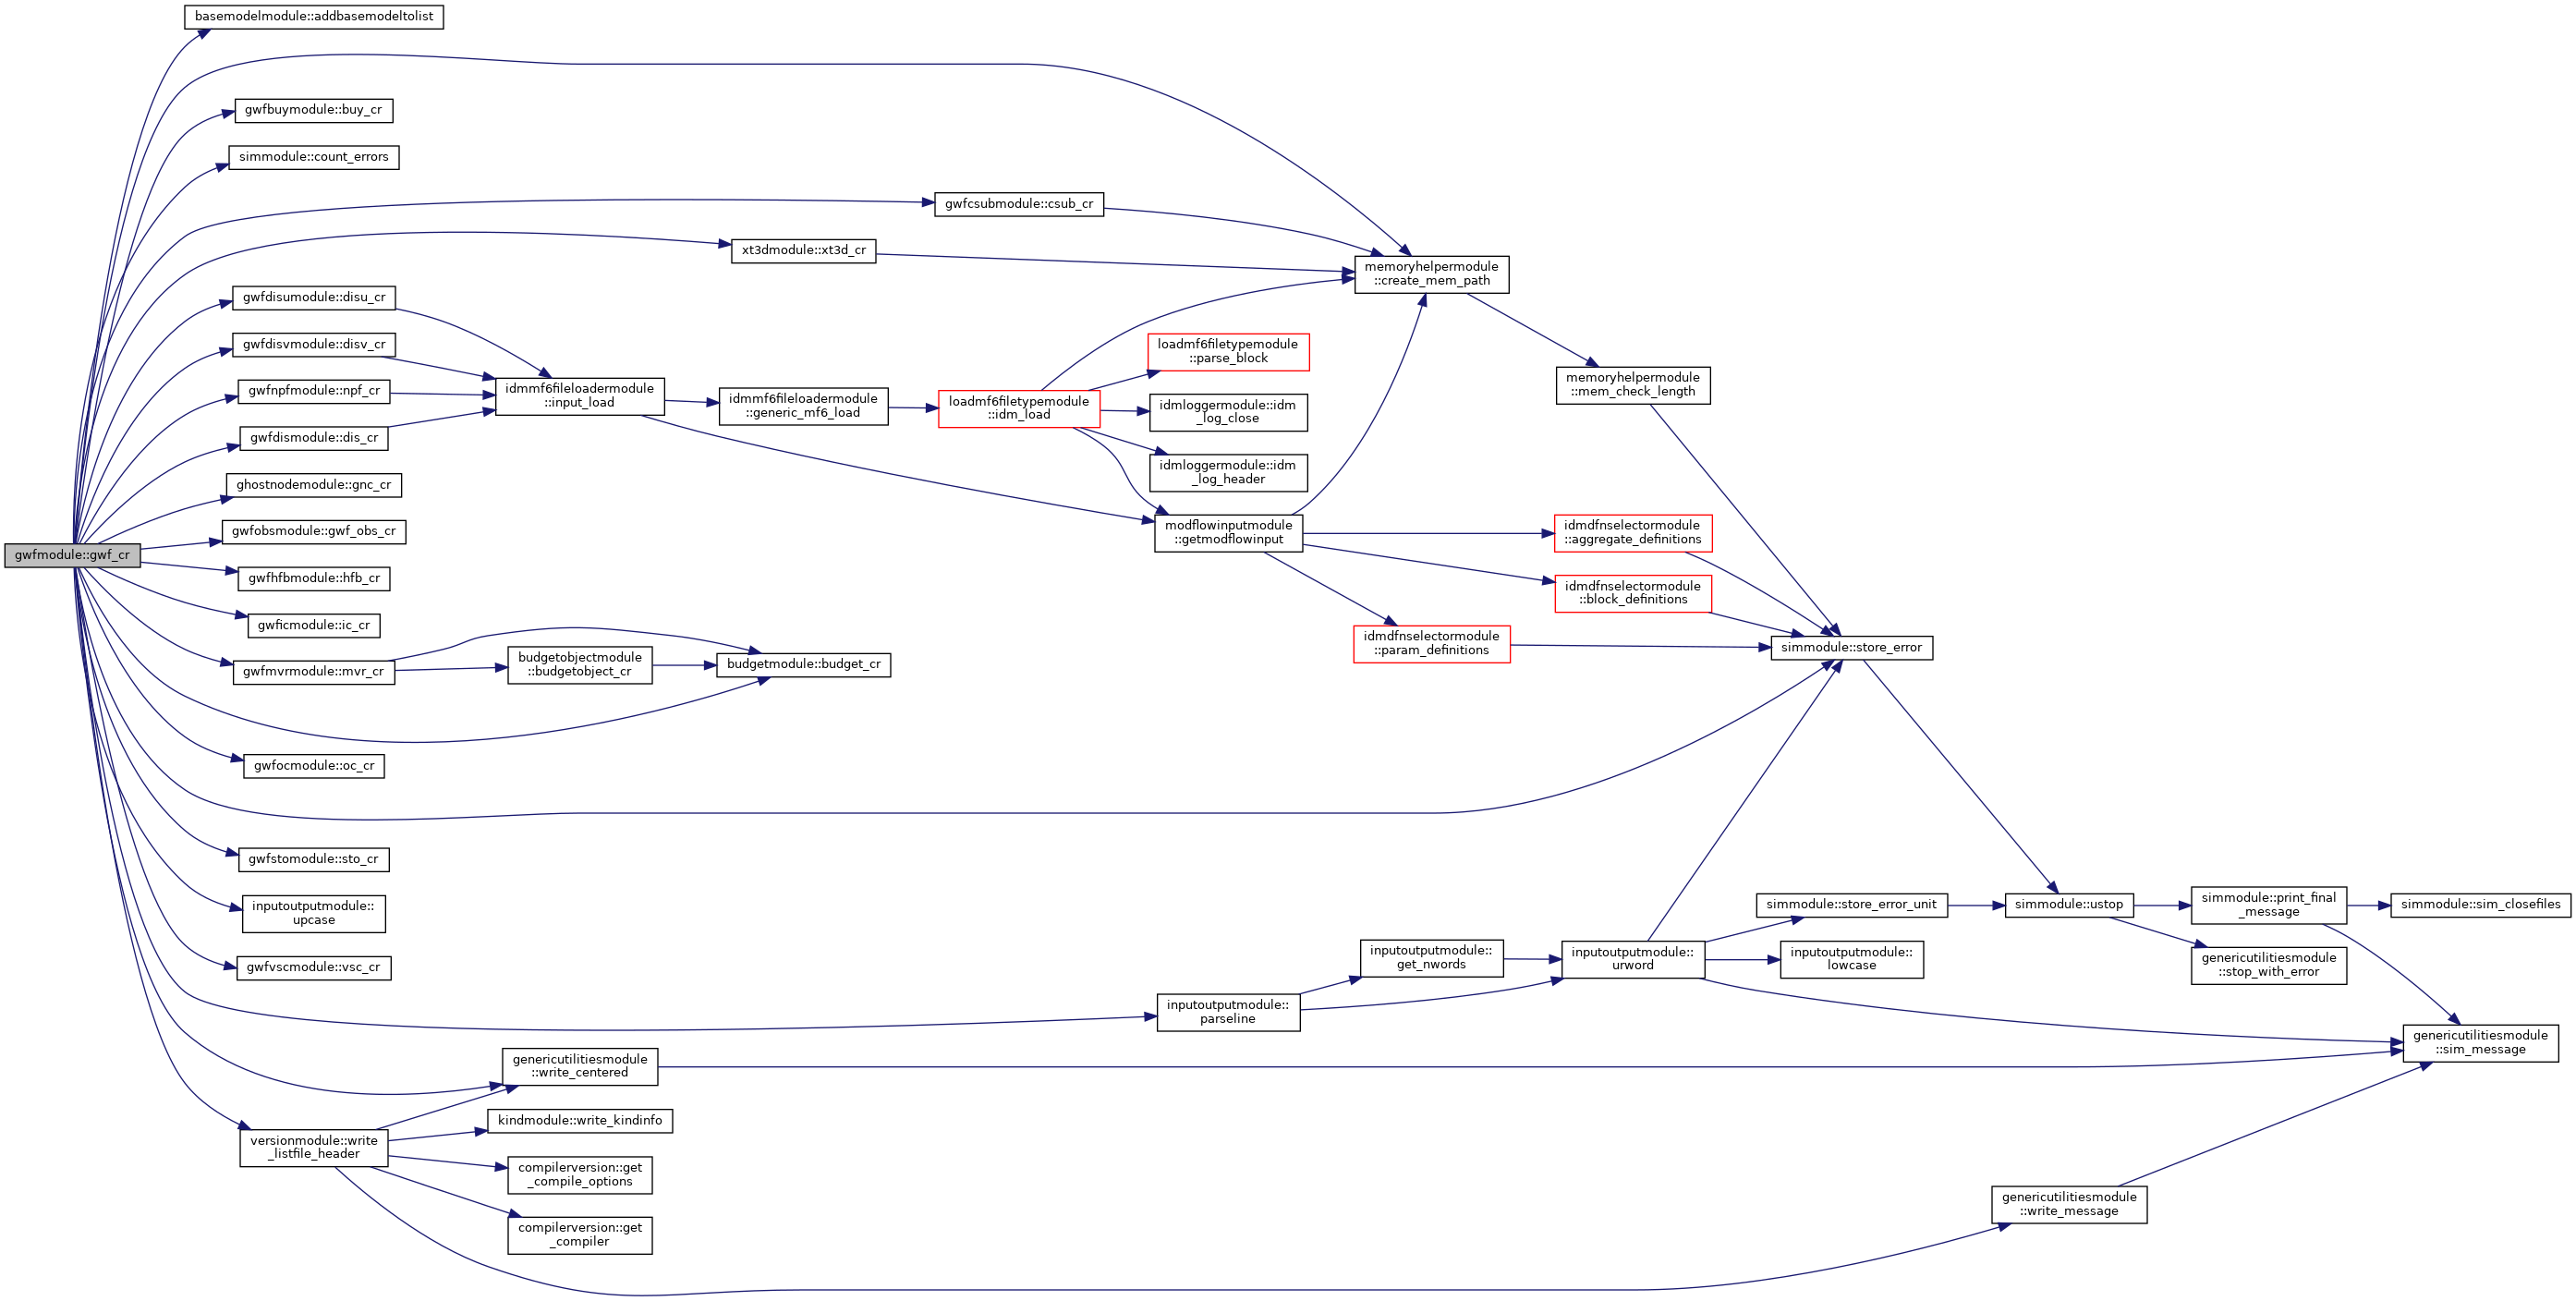 basemodelmodule::addbasemodeltolist
gwfbuymodule::buy_cr
simmodule::count_errors
gwfcsubmodule::csub_cr
xt3dmodule::xt3d_cr
memoryhelpermodule
::create_mem_path
gwfdisumodule::disu_cr
gwfdisvmodule::disv_cr
gwfnpfmodule::npf_cr
gwfdismodule::dis_cr
idmmf6fileloadermodule
::input_load
idmmf6fileloadermodule
::generic_mf6_load
loadmf6filetypemodule
::idm_load
loadmf6filetypemodule
::parse_block
idmloggermodule::idm
_log_close
idmloggermodule::idm
_log_header
memoryhelpermodule
::mem_check_length
ghostnodemodule::gnc_cr
gwfobsmodule::gwf_obs_cr
modflowinputmodule
::getmodflowinput
idmdfnselectormodule
::aggregate_definitions
gwfmodule::gwf_cr
gwfhfbmodule::hfb_cr
idmdfnselectormodule
::block_definitions
gwficmodule::ic_cr
idmdfnselectormodule
::param_definitions
simmodule::store_error
gwfmvrmodule::mvr_cr
budgetobjectmodule
::budgetobject_cr
budgetmodule::budget_cr
gwfocmodule::oc_cr
gwfstomodule::sto_cr
inputoutputmodule::
upcase
gwfvscmodule::vsc_cr
inputoutputmodule::
parseline
inputoutputmodule::
get_nwords
inputoutputmodule::
urword
simmodule::store_error_unit
inputoutputmodule::
lowcase
simmodule::ustop
simmodule::print_final
_message
genericutilitiesmodule
::stop_with_error
simmodule::sim_closefiles
genericutilitiesmodule
::sim_message
genericutilitiesmodule
::write_centered
kindmodule::write_kindinfo
versionmodule::write
_listfile_header
compilerversion::get
_compile_options
compilerversion::get
_compiler
genericutilitiesmodule
::write_message